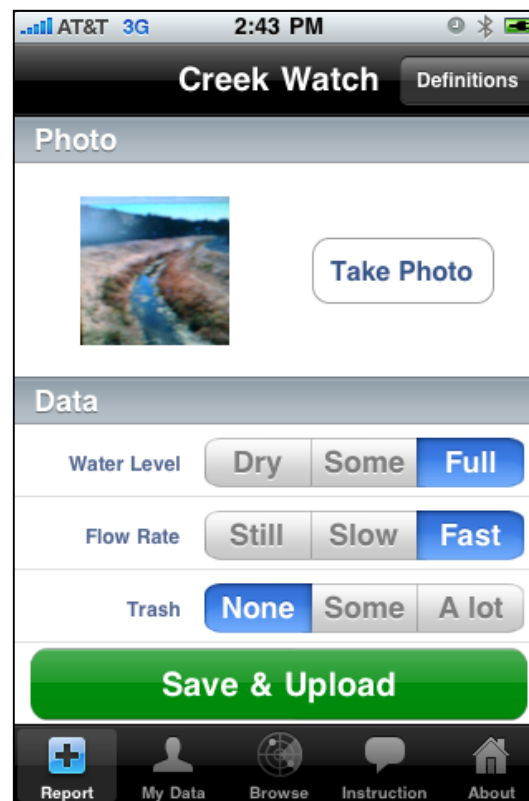 AT&T 3G 2:43 PM
Creek Watch Definitions
Photo
Take Photo
Data
Water Level Dry Some Full
Flow Rate Still Slow Fast
Trash None Some A lot
Save & Upload
Report My Data Browse Instruction About